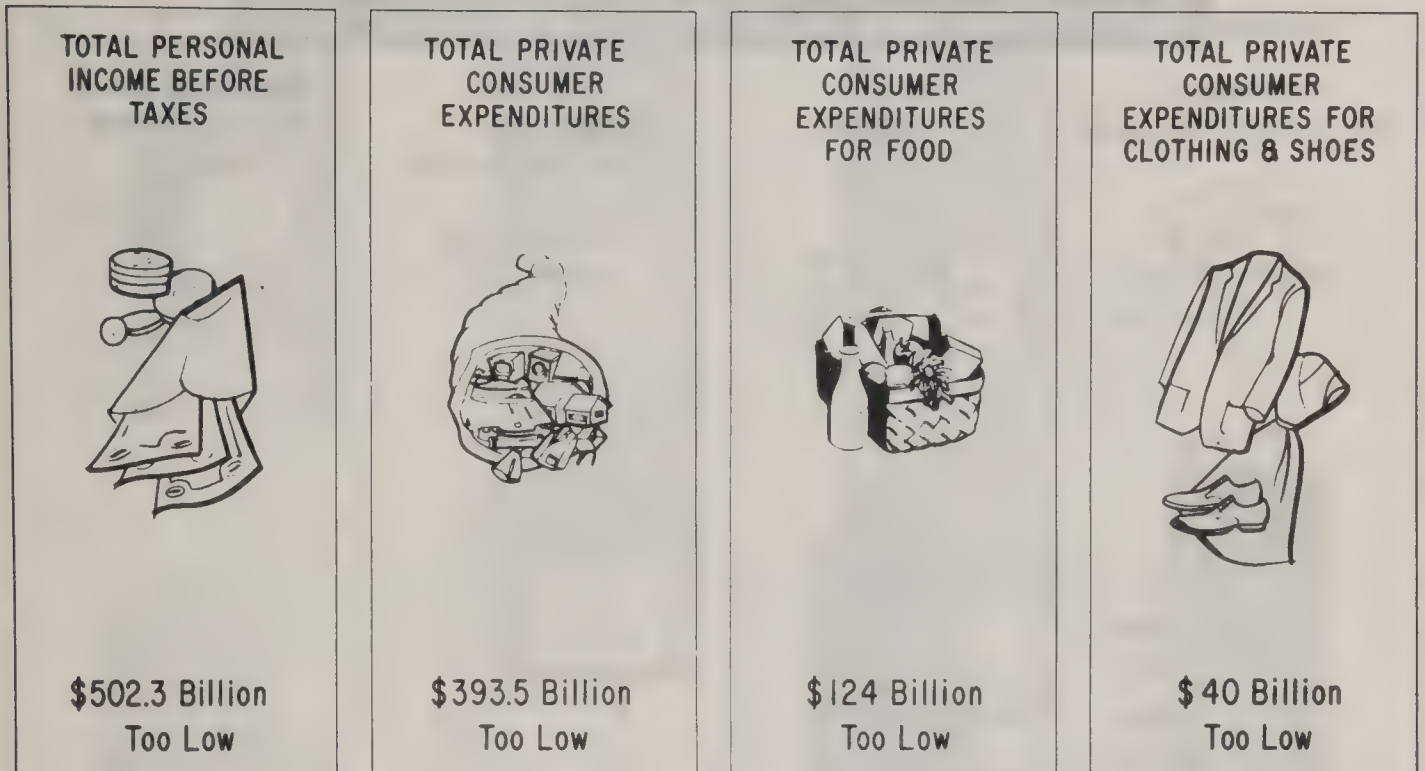 TOTAL PERSONAL
INCOME BEFORE
TAXES
$502.3 Billion
Too Low
TOTAL PRIVATE
CONSUMER
EXPENDITURES
$393.5 Billion
Too Low
TOTAL PRIVATE
CONSUMER
EXPENDITURES
FOR FOOD
$124 Billion
Too Low
TOTAL PRIVATE
CONSUMER
EXPENDITURES FOR
CLOTHING & SHOES
$40 Billion
Too Low